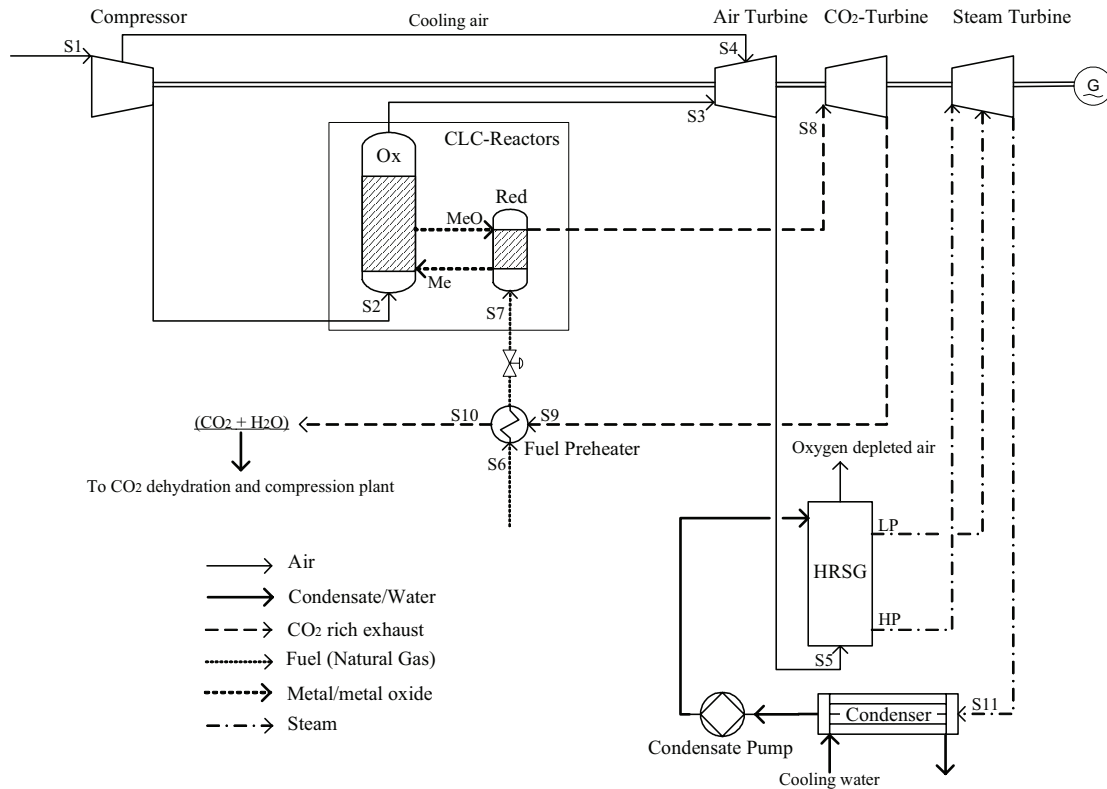 Compressor
Air Turbine
CO2-Turbine
Steam Turbine
Cooling air
S1
S4
G
S3
S8
CLC-Reactors
Ox
Red
MeO
Me
S2
S7
S10
S9
(CO2 + H2O)
Fuel Preheater
S6
Oxygen depleted air
To CO2 dehydration and compression plant
LP
HRSG
HP
S5
Air
Condensate/Water
CO2 rich exhaust
Fuel (Natural Gas)
Metal/metal oxide
Steam
S11
Condenser
Condensate Pump
Cooling water